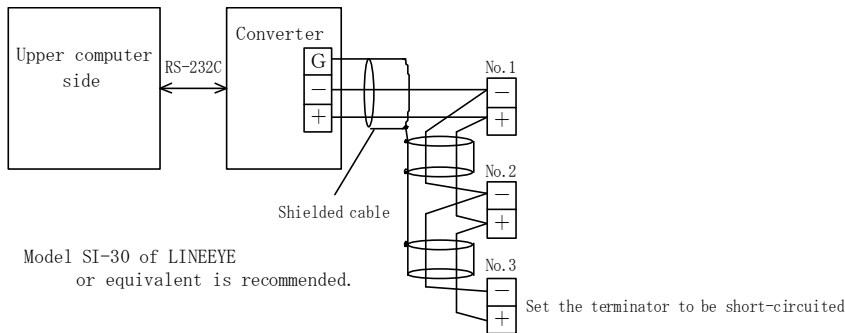 Upper computer
side
RS-232C
Converter
G
−
+
No.1
−
+
No.2
−
+
Shielded cable
Model SI-30 of LINEEYE
or equivalent is recommended.
No.3
−
+
Set the terminator to be short-circuited